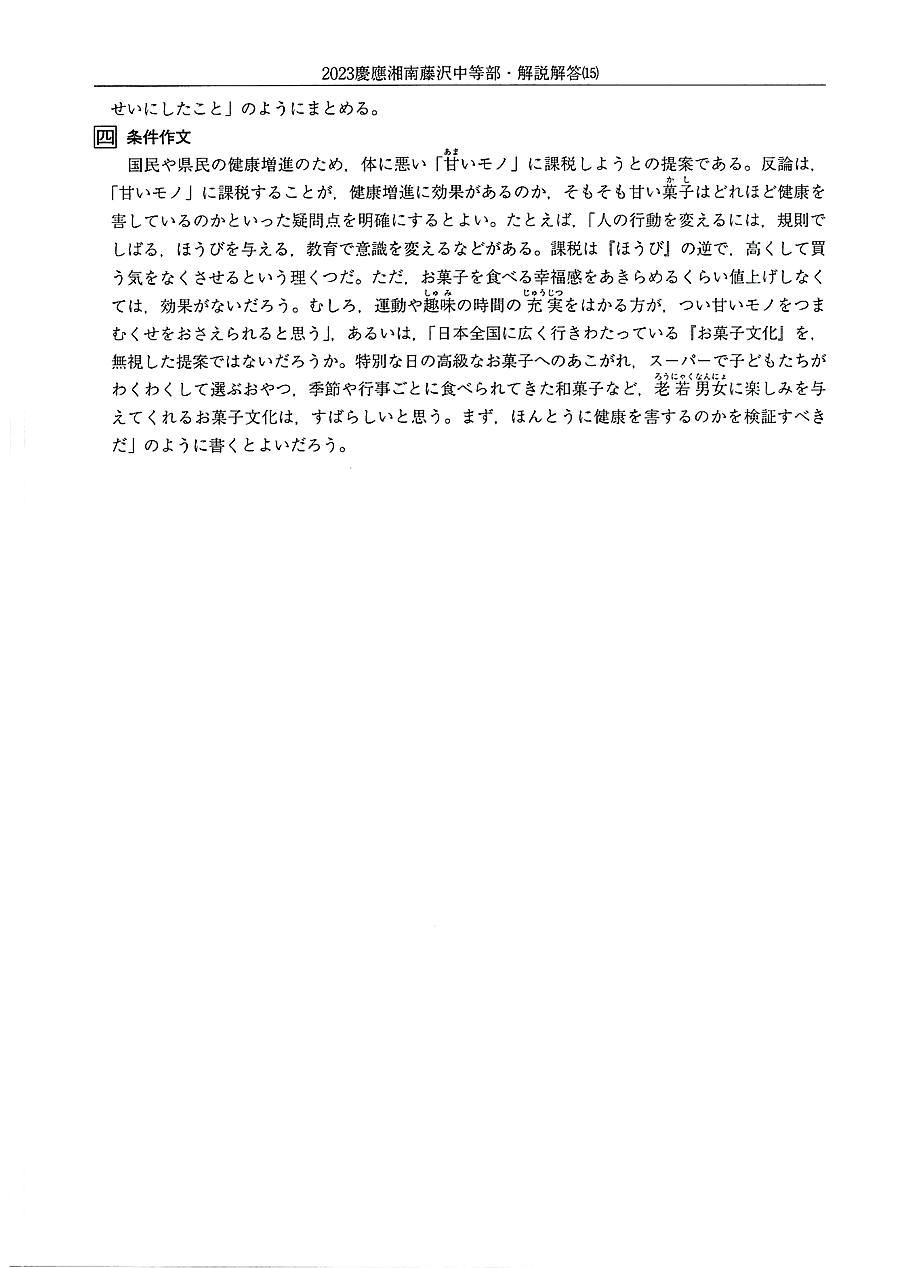 2023慶應湘南藤沢中等部・解説解答(15)
せいにしたこと」のようにまとめる。
四 条件作文
国民や県民の健康増進のため，体に悪い「甘いモノ」に課税しようとの提案である。反論は，
「甘いモノ」に課税することが，健康増進に効果があるのか，そもそも甘い菓子はどれほど健康を
害しているのかといった疑問点を明確にするとよい。たとえば，「人の行動を変えるには，規則で
しばる，ほうびを与える，教育で意識を変えるなどがある。課税は『ほうび』の逆で，高くして買
う気をなくさせるという理くつだ。ただ，お菓子を食べる幸福感をあきらめるくらい値上げしなく
ては，効果がないだろう。むしろ，運動や趣味の時間の充実をはかる方が，つい甘いモノをつま
むくせをおさえられると思う」，あるいは，「日本全国に広く行きわたっている『お菓子文化』を，
無視した提案ではないだろうか。特別な日の高級なお菓子へのあこがれ，スーパーで子どもたちが
わくわくして選ぶおやつ，季節や行事ごとに食べられてきた和菓子など，老若男女に楽しみを与
えてくれるお菓子文化は，すばらしいと思う。まず，ほんとうに健康を害するのかを検証すべき
だ」のように書くとよいだろう。